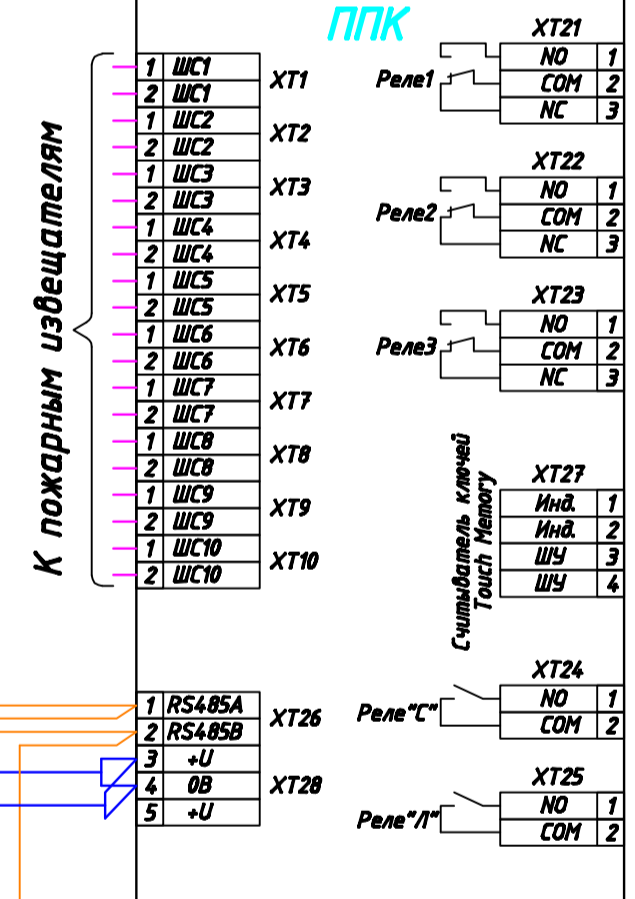 ППК
К пожарным извещателям
1 ШС1
2 ШС1
XT1
1 ШС2
2 ШС2
XT2
1 ШС3
2 ШС3
XT3
1 ШС4
2 ШС4
XT4
1 ШС5
2 ШС5
XT5
1 ШС6
2 ШС6
XT6
1 ШС7
2 ШС7
XT7
1 ШС8
2 ШС8
XT8
1 ШС9
2 ШС9
XT9
1 ШС10
2 ШС10
XT10
1 RS485A
2 RS485B
XT26
3 +U
4 0В
5 +U
XT28
XT21
Реле1
NO 1
COM 2
NC 3
XT22
Реле2
NO 1
COM 2
NC 3
XT23
Реле3
NO 1
COM 2
NC 3
Считыватель ключей
Touch Memory
XT27
Инд. 1
Инд. 2
ШУ 3
ШУ 4
XT24
Реле"С"
NO 1
COM 2
XT25
Реле"Л"
NO 1
COM 2